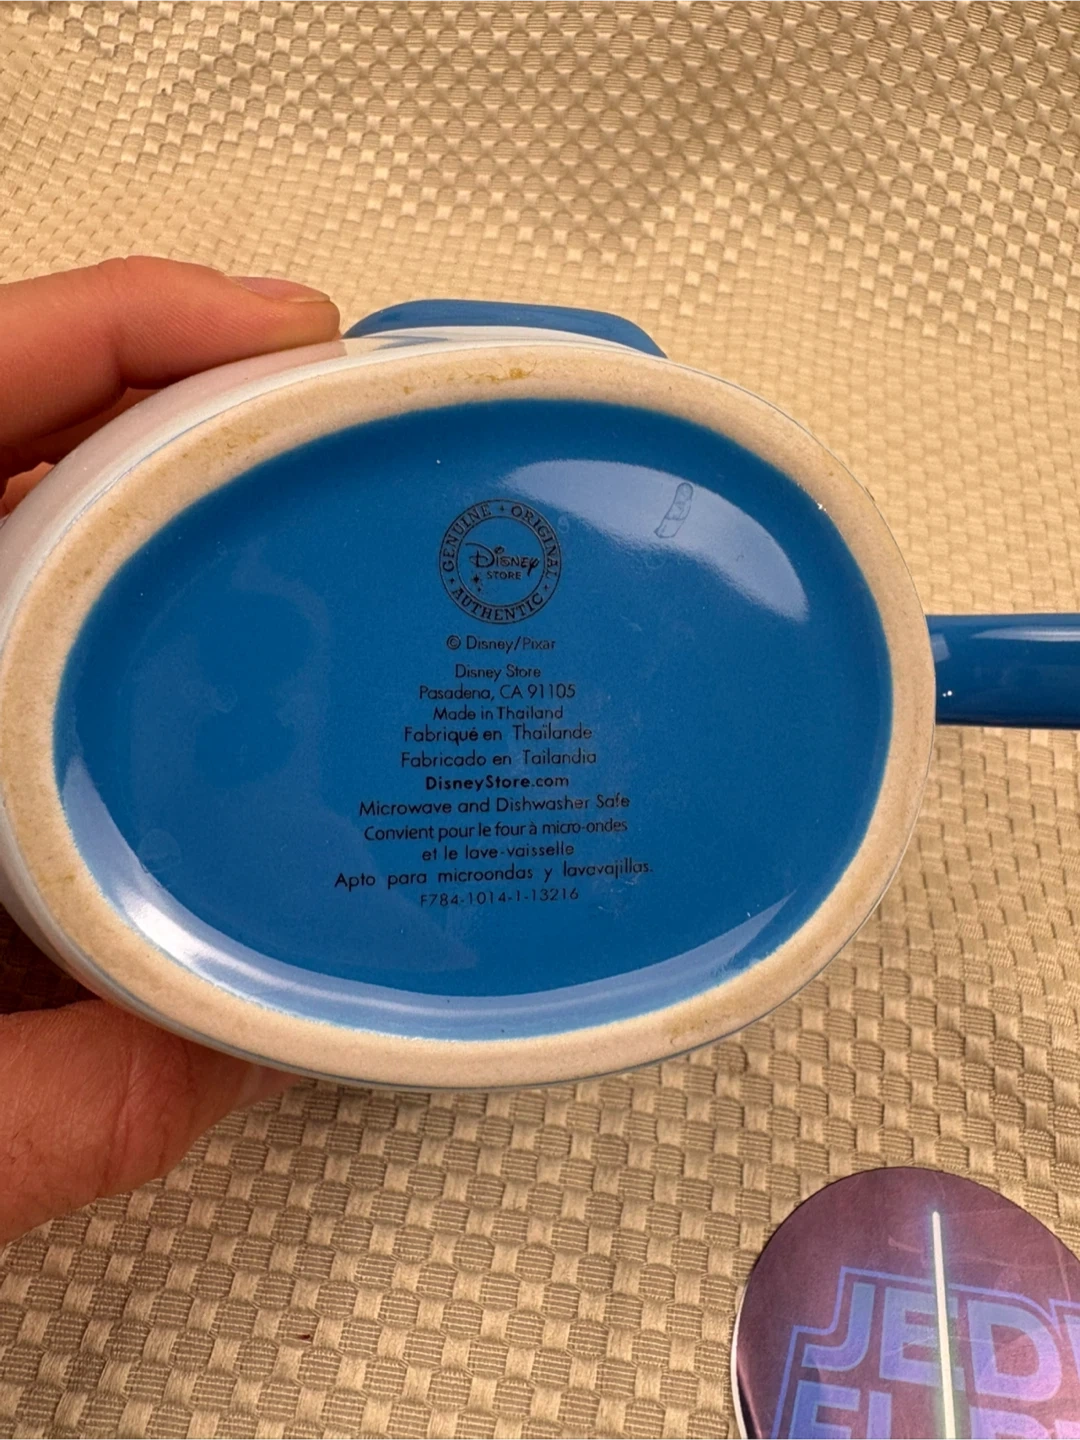 GENUINE • ORIGINAL • AUTHENTIC •
Disney
STORE
© Disney/Pixar
Disney Store
Pasadena, CA 91105
Made in Thailand
Fabriqué en Thaïlande
Fabricado en Tailandia
DisneyStore.com
Microwave and Dishwasher Safe
Convient pour le four à micro-ondes
et le lave-vaisselle
Apto para microondas y lavavajillas.
F784-1014-1-13216
JEDI